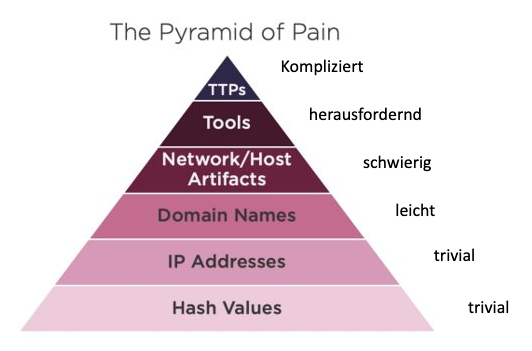 The Pyramid of Pain
Kompliziert
TTPs
herausfordernd
Tools
schwierig
Network/Host
Artifacts
leicht
Domain Names
trivial
IP Addresses
trivial
Hash Values